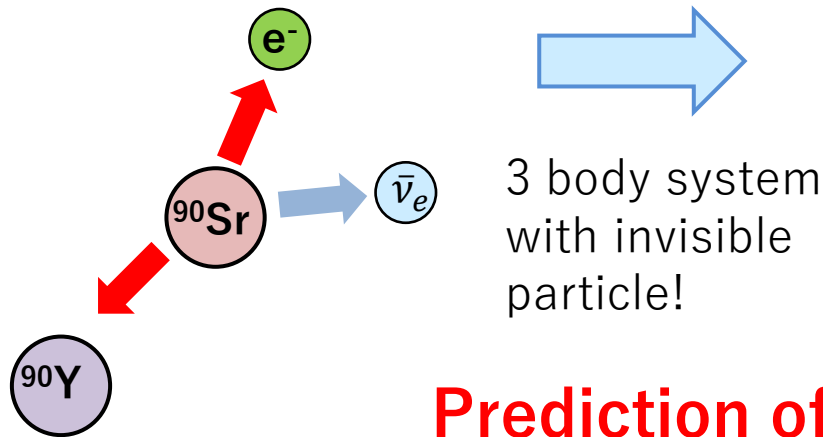 e⁻
⁹⁰Sr
ν̄ₑ
3 body system
with invisible
particle!
⁹⁰Y
Prediction of